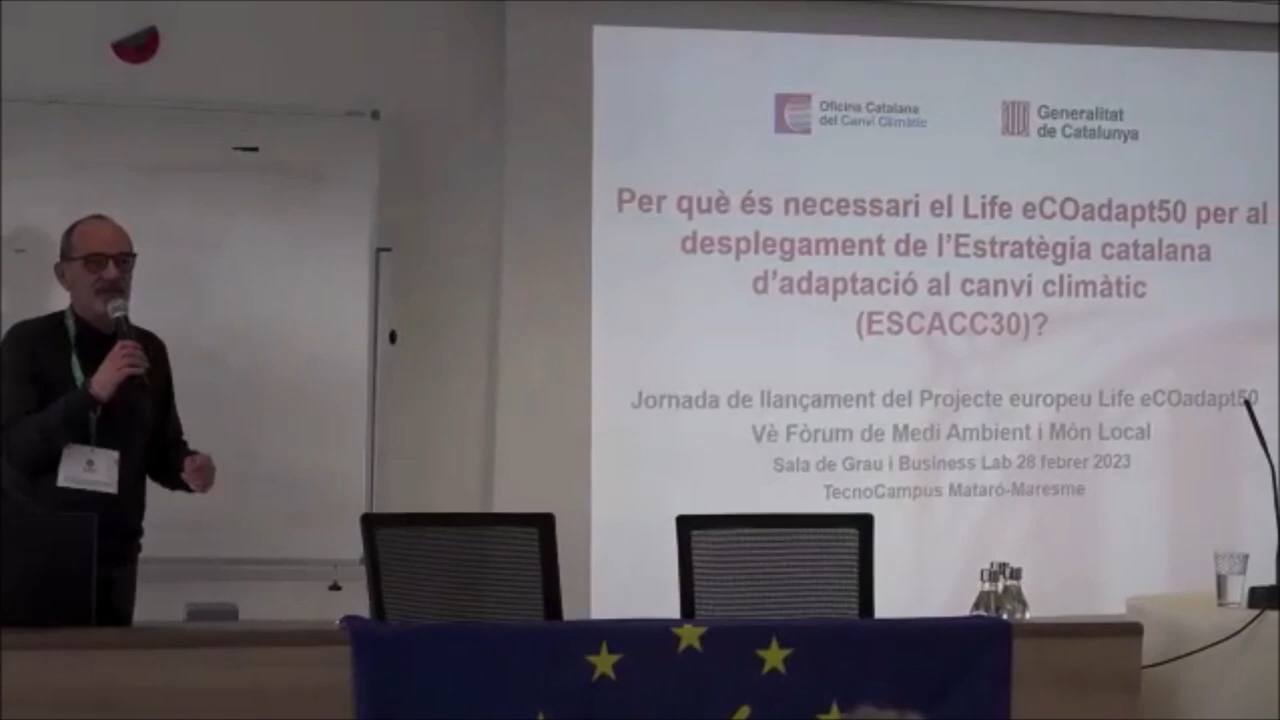 Oficina Catalana
del Canvi Climàtic
Generalitat
de Catalunya
Per què és necessari el Life eCOadapt50 per al
desplegament de l'Estratègia catalana
d'adaptació al canvi climàtic
(ESCACC30)?
Jornada de llançament del Projecte europeu Life eCOadapt50
Vè Fòrum de Medi Ambient i Món Local
Sala de Grau i Business Lab 28 febrer 2023
TecnoCampus Mataró-Maresme